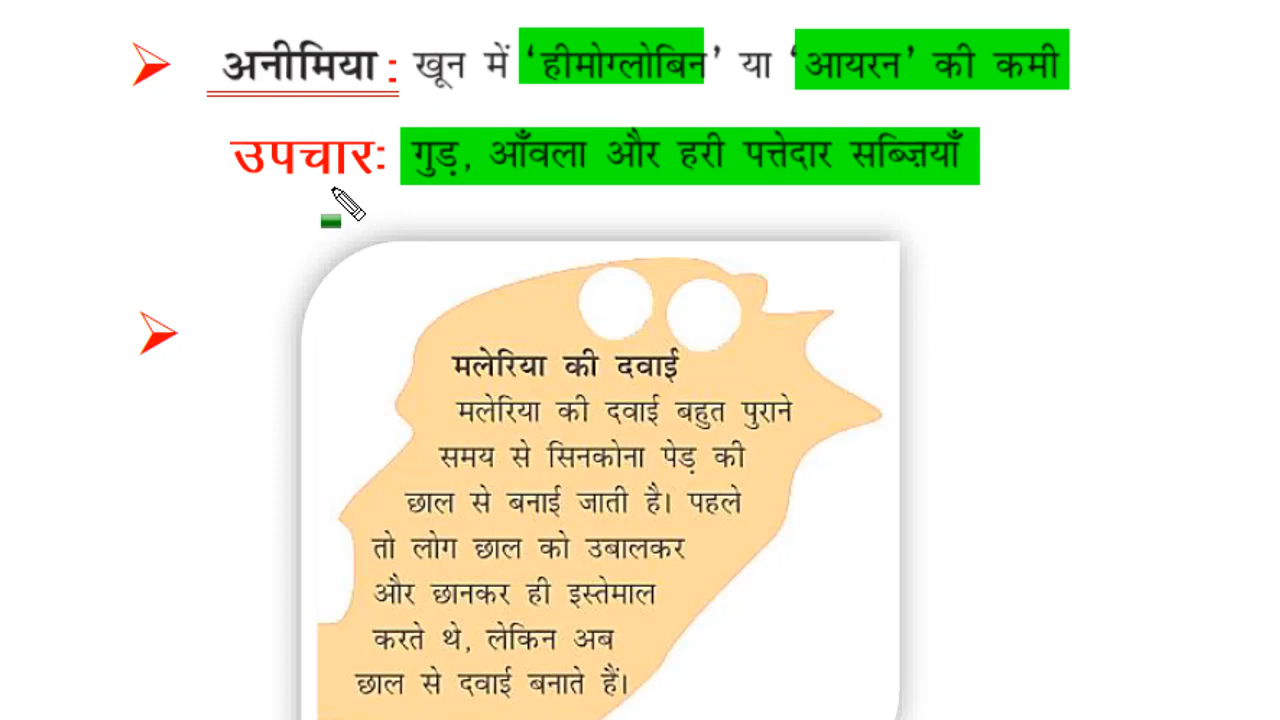 अनीमिया : खून में ‘हीमोग्लोबिन’ या ‘आयरन’ की कमी
उपचार: गुड़, आँवला और हरी पत्तेदार सब्ज़ियाँ
मलेरिया की दवाई
मलेरिया की दवाई बहुत पुराने
समय से सिनकोना पेड़ की
छाल से बनाई जाती है। पहले
तो लोग छाल को उबालकर
और छानकर ही इस्तेमाल
करते थे, लेकिन अब
छाल से दवाई बनाते हैं।